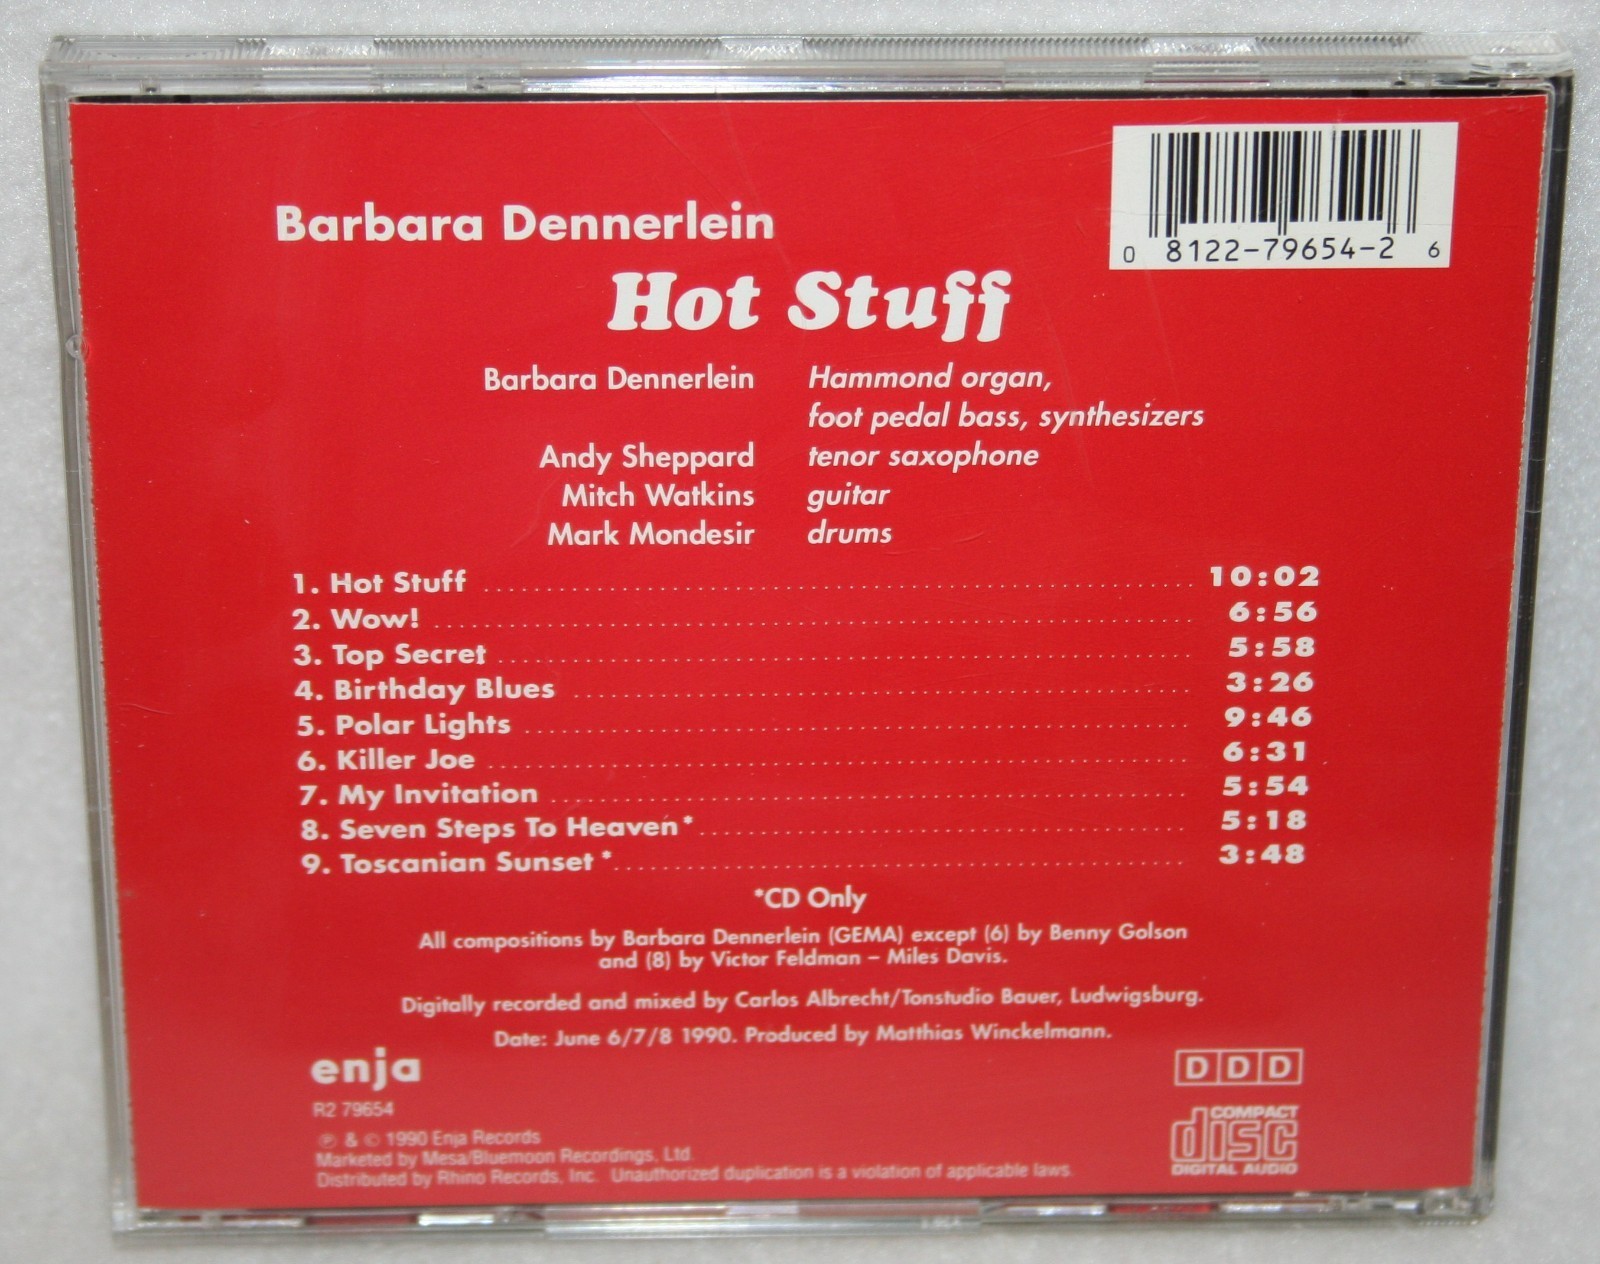 0 8122-79654-2 6
Barbara Dennerlein
Hot Stuff
Barbara Dennerlein Hammond organ,
foot pedal bass, synthesizers
Andy Sheppard tenor saxophone
Mitch Watkins guitar
Mark Mondesir drums
1. Hot Stuff 10:02
2. Wow! 6:56
3. Top Secret 5:58
4. Birthday Blues 3:26
5. Polar Lights 9:46
6. Killer Joe 6:31
7. My Invitation 5:54
8. Seven Steps To Heaven* 5:18
9. Toscanian Sunset* 3:48
*CD Only
All compositions by Barbara Dennerlein (GEMA) except (6) by Benny Golson
and (8) by Victor Feldman – Miles Davis.
Digitally recorded and mixed by Carlos Albrecht/Tonstudio Bauer, Ludwigsburg.
Date: June 6/7/8 1990. Produced by Matthias Winckelmann.
enja
R2 79654
℗ & © 1990 Enja Records
Marketed by Mesa/Bluemoon Recordings, Ltd.
Distributed by Rhino Records, Inc. Unauthorized duplication is a violation of applicable laws.
DDD
COMPACT
disc
DIGITAL AUDIO